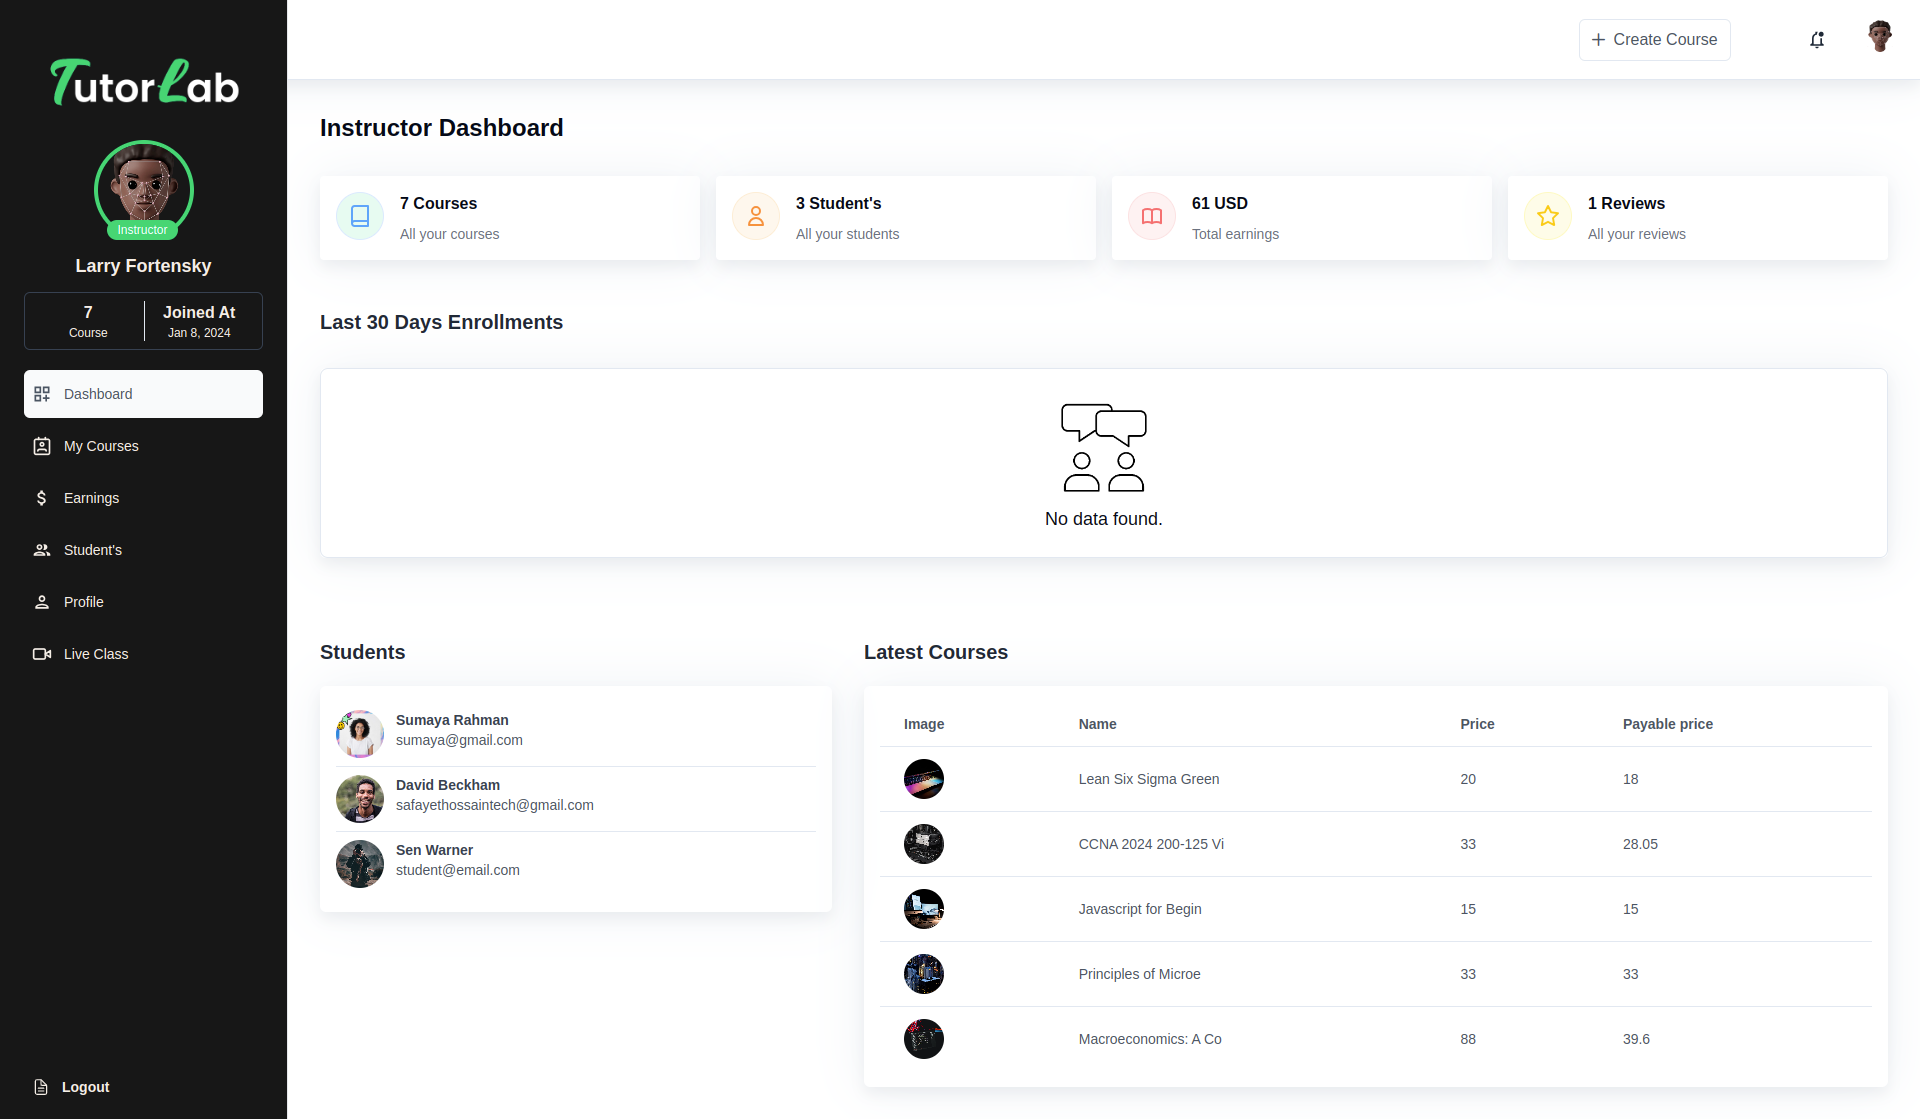 TutorLab
Instructor
Larry Fortensky
7
Course
Joined At
Jan 8, 2024
Dashboard
My Courses
Earnings
Student's
Profile
Live Class
Logout
Create Course
Instructor Dashboard
7 Courses
All your courses
3 Student's
All your students
61 USD
Total earnings
1 Reviews
All your reviews
Last 30 Days Enrollments
No data found.
Students
Sumaya Rahman
sumaya@gmail.com
David Beckham
safayethossaintech@gmail.com
Sen Warner
student@email.com
Latest Courses
Image Name Price Payable price
Lean Six Sigma Green 20 18
CCNA 2024 200-125 Vi 33 28.05
Javascript for Begin 15 15
Principles of Microe 33 33
Macroeconomics: A Co 88 39.6